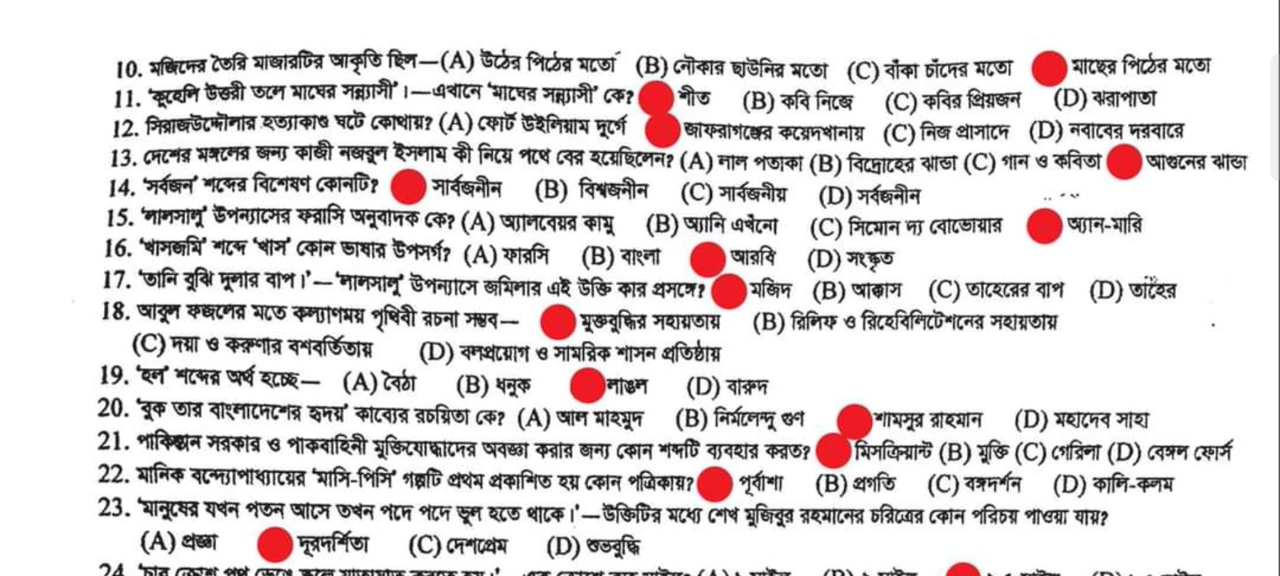 10. মজিদের তৈরি মাজারটির আকৃতি ছিল—(A) উঠের পিঠের মতো (B) নৌকার ছাউনির মতো (C) বাঁকা চাঁদের মতো মাছের পিঠের মতো
11. 'কুহেলি উত্তরী তলে মাঘের সন্ন্যাসী'।—এখানে 'মাঘের সন্ন্যাসী' কে? শীত (B) কবি নিজে (C) কবির প্রিয়জন (D) ঝরাপাতা
12. সিরাজউদ্দৌলার হত্যাকাণ্ড ঘটে কোথায়? (A) ফোর্ট উইলিয়াম দুর্গে জাফরাগঞ্জের কয়েদখানায় (C) নিজ প্রাসাদে (D) নবাবের দরবারে
13. দেশের মঙ্গলের জন্য কাজী নজরুল ইসলাম কী নিয়ে পথে বের হয়েছিলেন? (A) লাল পতাকা (B) বিদ্রোহের ঝান্ডা (C) গান ও কবিতা আগুনের ঝান্ডা
14. 'সর্বজন' শব্দের বিশেষণ কোনটি? সার্বজনীন (B) বিশ্বজনীন (C) সার্বজনীয় (D) সর্বজনীন
15. 'লালসালু' উপন্যাসের ফরাসি অনুবাদক কে? (A) অ্যালবেয়র কামু (B) অ্যানি এর্খনো (C) সিমোন দ্য বোভোয়ার অ্যান-মারি
16. 'খাসজমি' শব্দে 'খাস' কোন ভাষার উপসর্গ? (A) ফারসি (B) বাংলা আরবি (D) সংস্কৃত
17. 'তানি বুঝি দুলার বাপ।'—'লালসালু' উপন্যাসে জমিলার এই উক্তি কার প্রসঙ্গে? মজিদ (B) আক্কাস (C) তাহেরের বাপ (D) তাহের
18. আবুল ফজলের মতে কল্যাণময় পৃথিবী রচনা সম্ভব— মুক্তবুদ্ধির সহায়তায় (B) রিলিফ ও রিহেবিলিটেশনের সহায়তায়
(C) দয়া ও করুণার বশবর্তিতায় (D) বলপ্রয়োগ ও সামরিক শাসন প্রতিষ্ঠায়
19. 'হল' শব্দের অর্থ হচ্ছে— (A) বৈঠা (B) ধনুক লাঙল (D) বারুদ
20. 'বুক তার বাংলাদেশের হৃদয়' কাব্যের রচয়িতা কে? (A) আল মাহমুদ (B) নির্মলেন্দু গুণ শামসুর রাহমান (D) মহাদেব সাহা
21. পাকিস্তান সরকার ও পাকবাহিনী মুক্তিযোদ্ধাদের অবজ্ঞা করার জন্য কোন শব্দটি ব্যবহার করত? মিসক্রিয়ান্ট (B) মুক্তি (C) গেরিলা (D) বেঙ্গল ফোর্স
22. মানিক বন্দ্যোপাধ্যায়ের 'মাসি-পিসি' গল্পটি প্রথম প্রকাশিত হয় কোন পত্রিকায়? পূর্বাশা (B) প্রগতি (C) বঙ্গদর্শন (D) কালি-কলম
23. 'মানুষের যখন পতন আসে তখন পদে পদে ভুল হতে থাকে।'—উক্তিটির মধ্যে শেখ মুজিবুর রহমানের চরিত্রের কোন পরিচয় পাওয়া যায়?
(A) প্রজ্ঞা দূরদর্শিতা (C) দেশপ্রেম (D) শুভবুদ্ধি